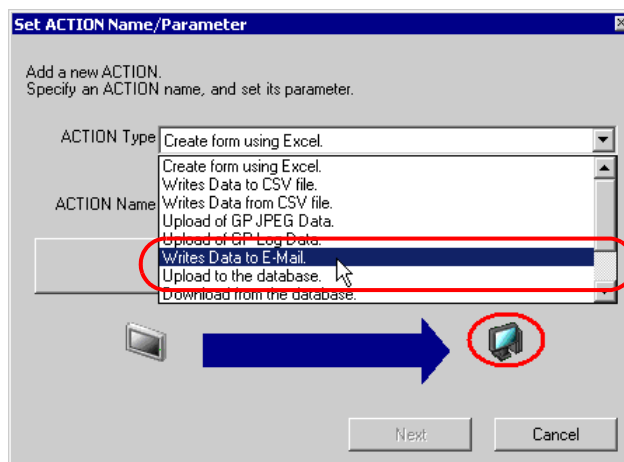 Set ACTION Name/Parameter
Add a new ACTION.
Specify an ACTION name, and set its parameter.
ACTION Type
Create form using Excel.
Create form using Excel.
Writes Data to CSV file.
Writes Data from CSV file.
ACTION Name
Upload of GP JPEG Data.
Upload of GP Log Data.
Writes Data to E-Mail.
Upload to the database.
Download from the database.
Next
Cancel